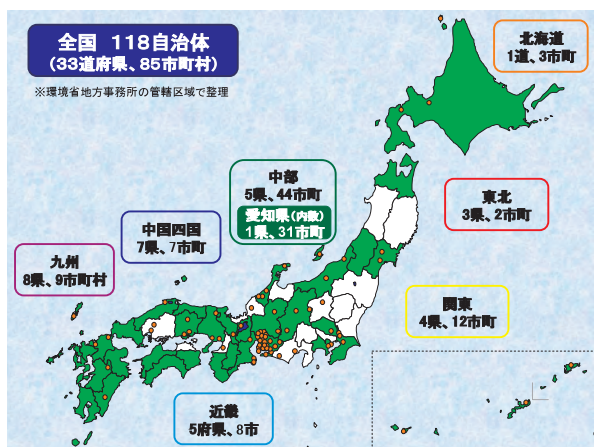 全国 118自治体
(33道府県、85市町村)
※環境省地方事務所の管轄区域で整理
北海道
1道、3市町
中部
5県、44市町
愛知県(内数)
1県、31市町
東北
3県、2市町
中国四国
7県、7市町
九州
8県、9市町村
関東
4県、12市町
近畿
5府県、8市